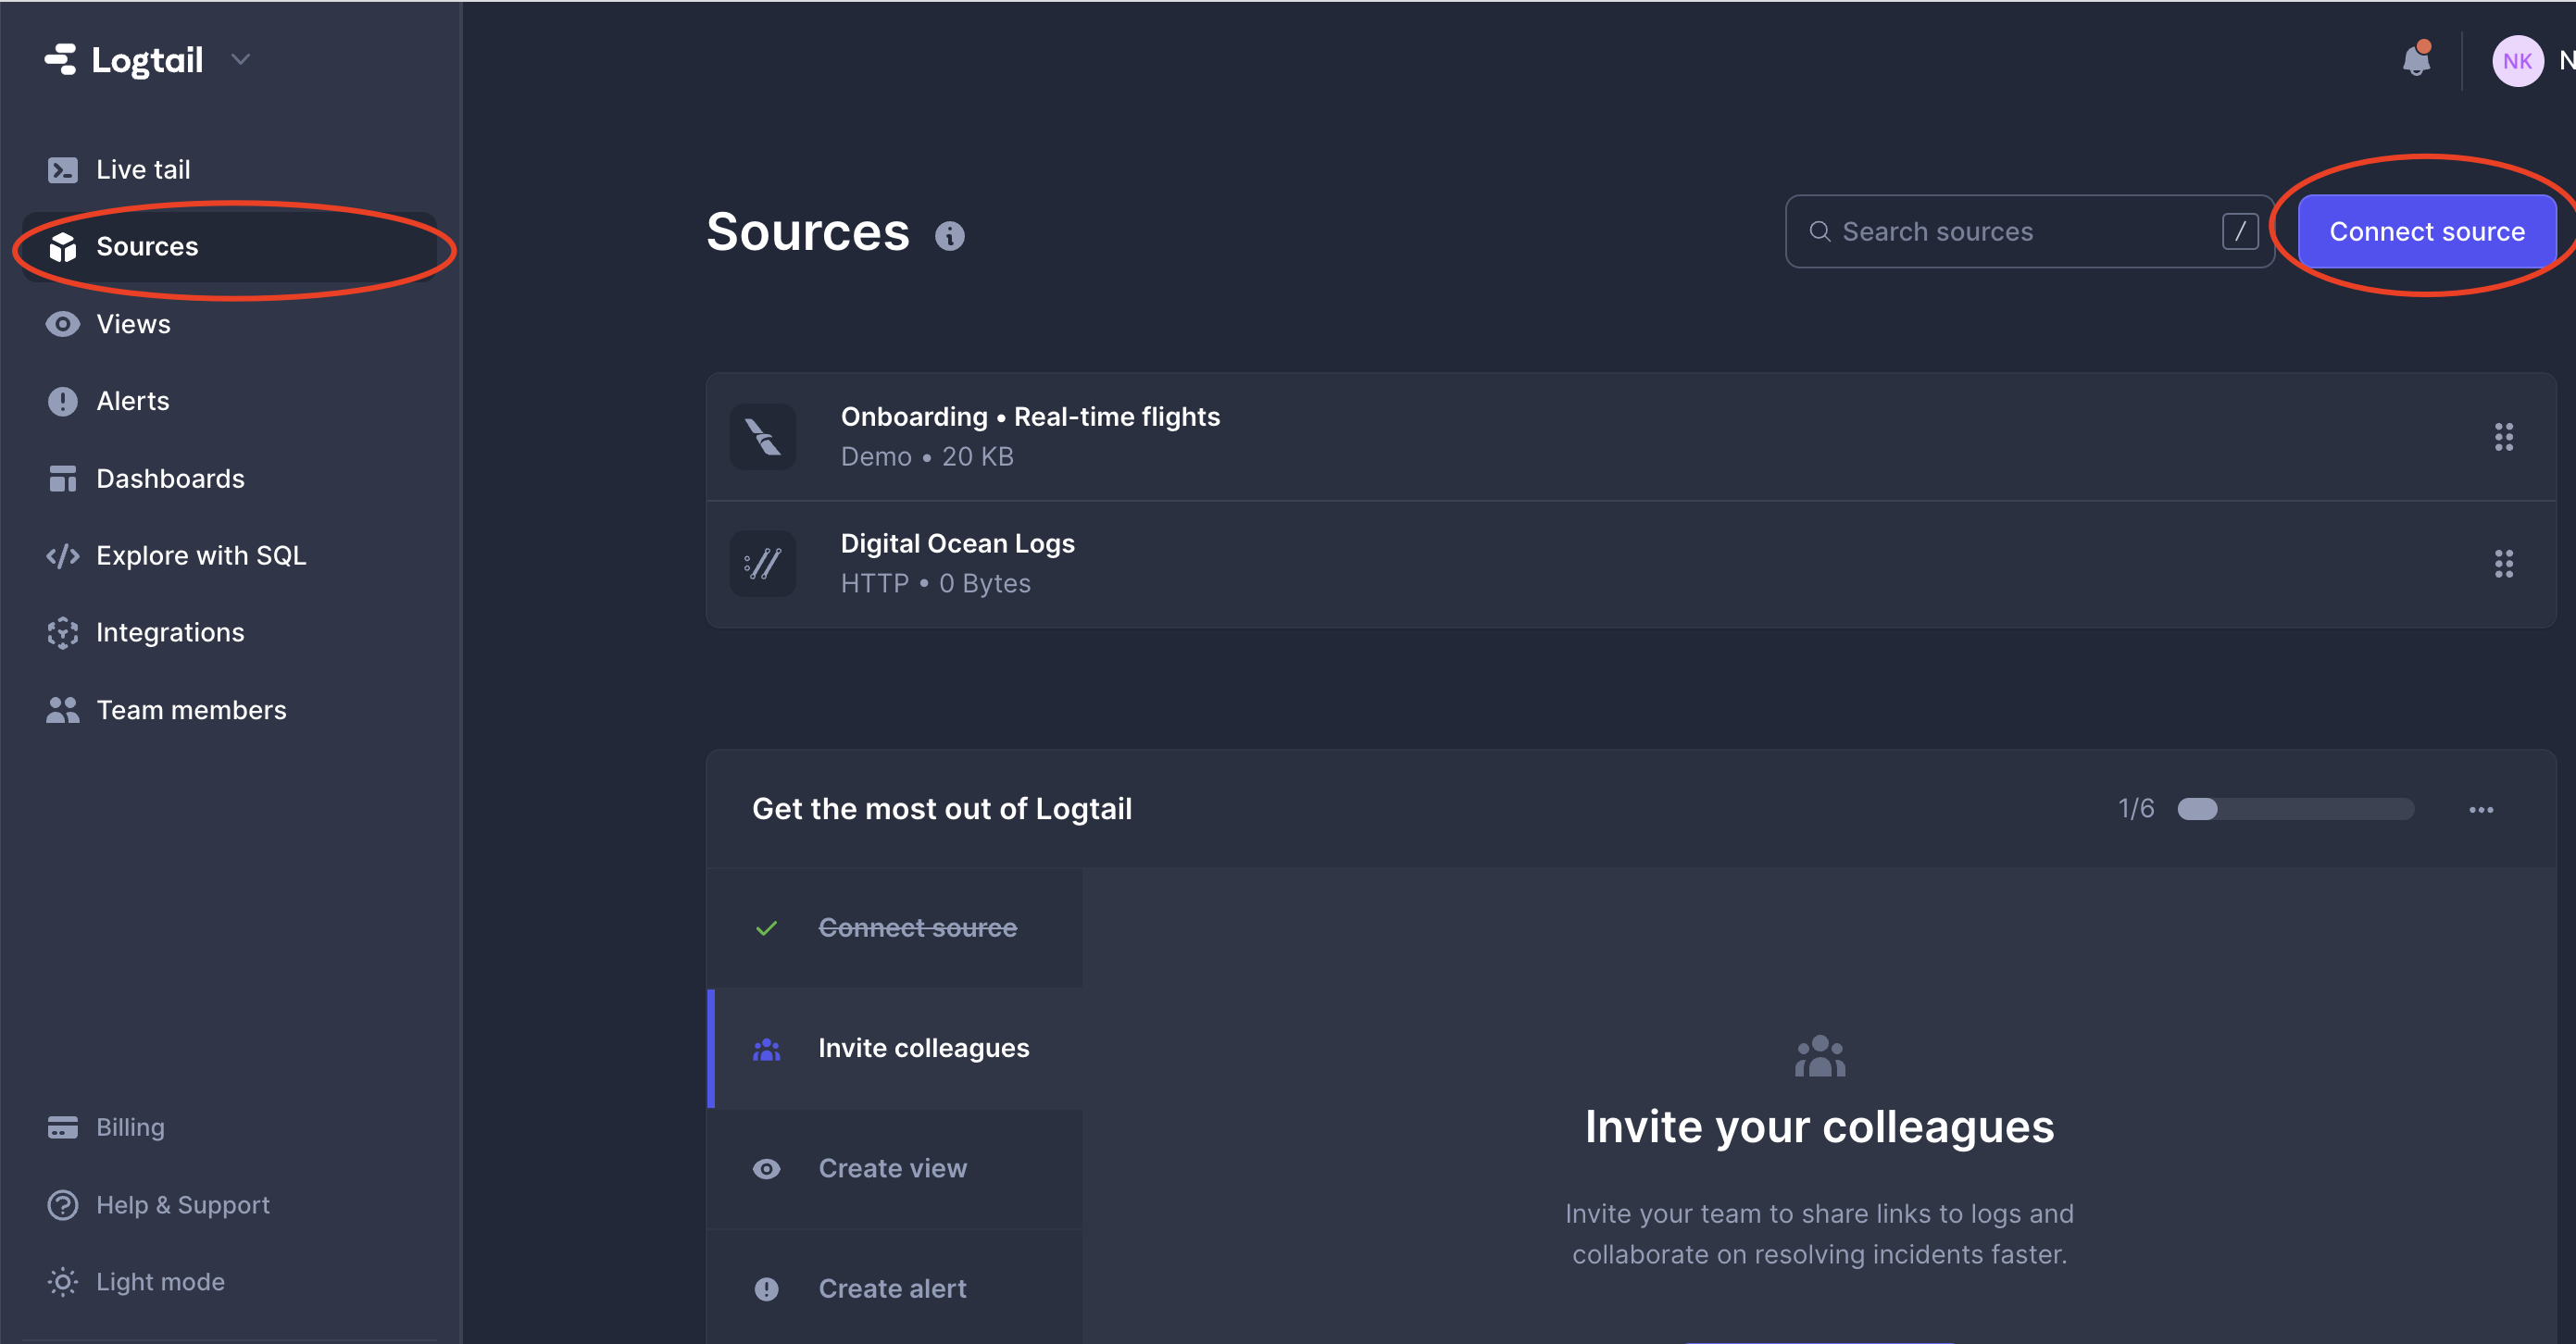 Logtail
NK
N
Live tail
Sources
Views
Alerts
Dashboards
Explore with SQL
Integrations
Team members
Billing
Help & Support
Light mode
Sources
Search sources /
Connect source
Onboarding • Real-time flights
Demo • 20 KB
Digital Ocean Logs
HTTP • 0 Bytes
Get the most out of Logtail
1/6
Connect source
Invite colleagues
Create view
Create alert
Invite your colleagues
Invite your team to share links to logs and
collaborate on resolving incidents faster.